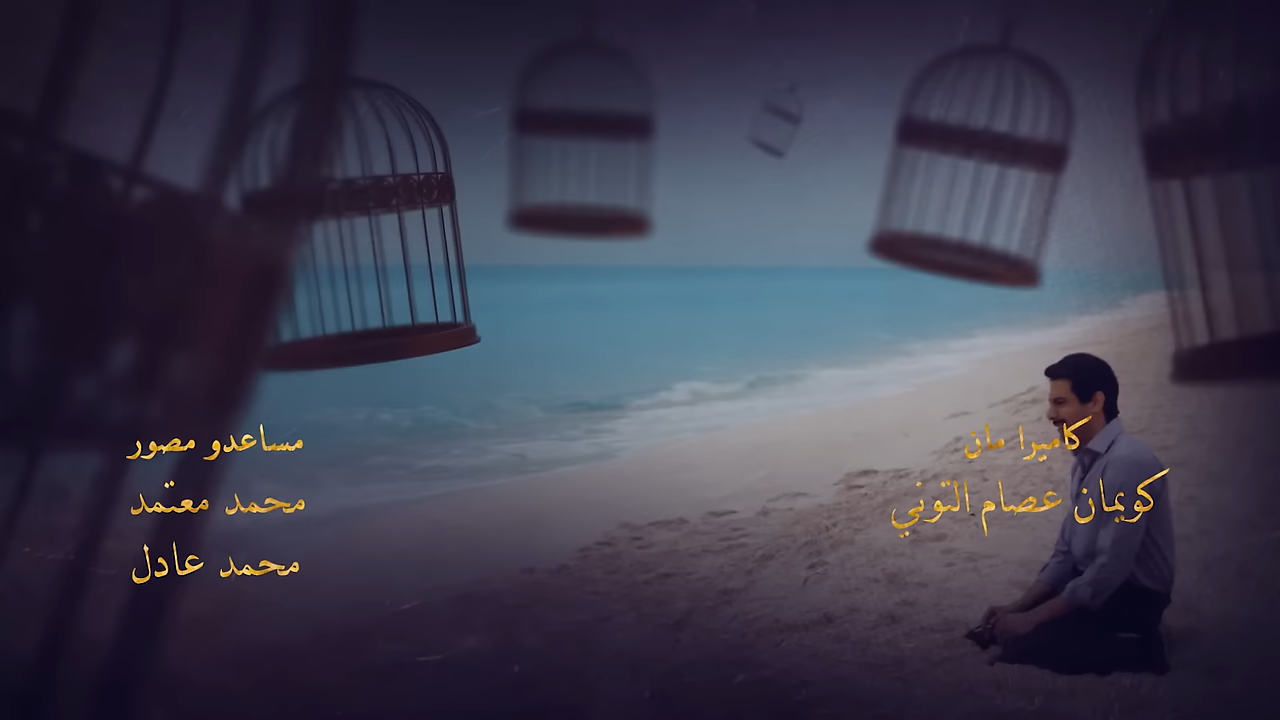 كاميرا مان
كويمان عصام التوني
مساعدو مصور
محمد معتمد
محمد عادل